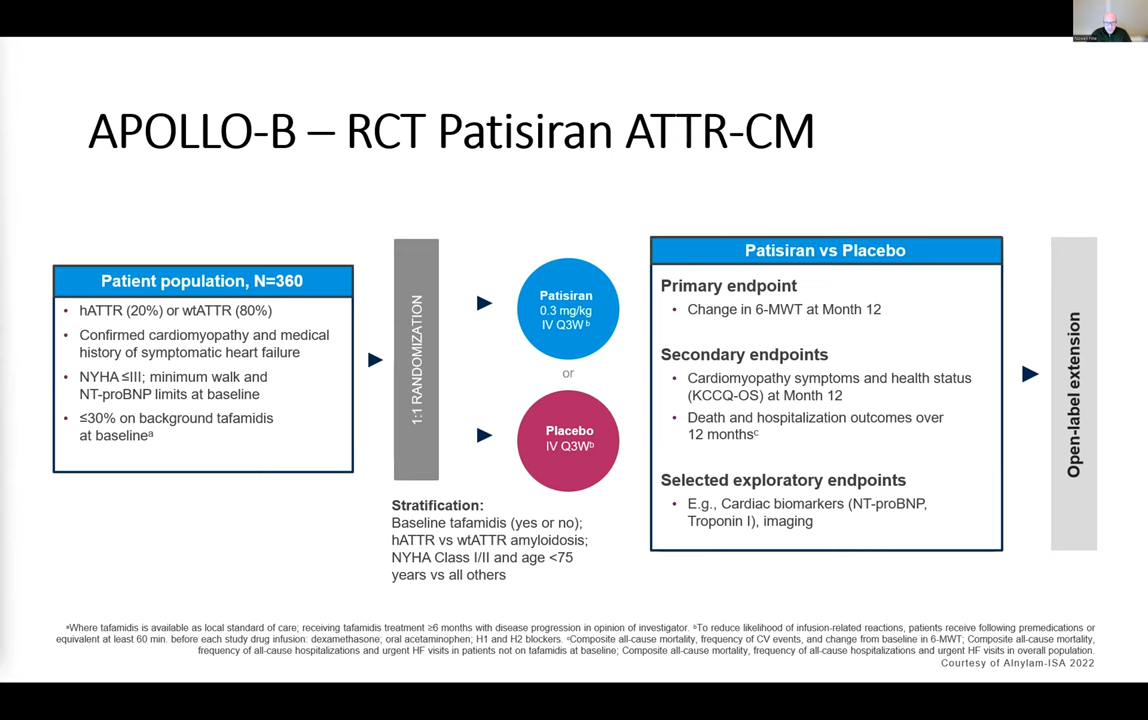 APOLLO-B – RCT Patisiran ATTR-CM
Patient population, N=360
• hATTR (20%) or wtATTR (80%)
• Confirmed cardiomyopathy and medical
history of symptomatic heart failure
• NYHA ≤III; minimum walk and
NT-proBNP limits at baseline
• ≤30% on background tafamidis
at baselineᵃ
1:1 RANDOMIZATION
Patisiran
0.3 mg/kg
IV Q3W ᵇ
or
Placebo
IV Q3Wᵇ
Stratification:
Baseline tafamidis (yes or no);
hATTR vs wtATTR amyloidosis;
NYHA Class I/II and age <75
years vs all others
Patisiran vs Placebo
Primary endpoint
• Change in 6-MWT at Month 12
Secondary endpoints
• Cardiomyopathy symptoms and health status
(KCCQ-OS) at Month 12
• Death and hospitalization outcomes over
12 monthsᶜ
Selected exploratory endpoints
• E.g., Cardiac biomarkers (NT-proBNP,
Troponin I), imaging
Open-label extension
ᵃWhere tafamidis is available as local standard of care; receiving tafamidis treatment ≥6 months with disease progression in opinion of investigator. ᵇTo reduce likelihood of infusion-related reactions, patients receive following premedications or
equivalent at least 60 min. before each study drug infusion: dexamethasone; oral acetaminophen; H1 and H2 blockers. ᶜComposite all-cause mortality, frequency of CV events, and change from baseline in 6-MWT; Composite all-cause mortality,
frequency of all-cause hospitalizations and urgent HF visits in patients not on tafamidis at baseline; Composite all-cause mortality, frequency of all-cause hospitalizations and urgent HF visits in overall population.
Courtesy of Alnylam-ISA 2022